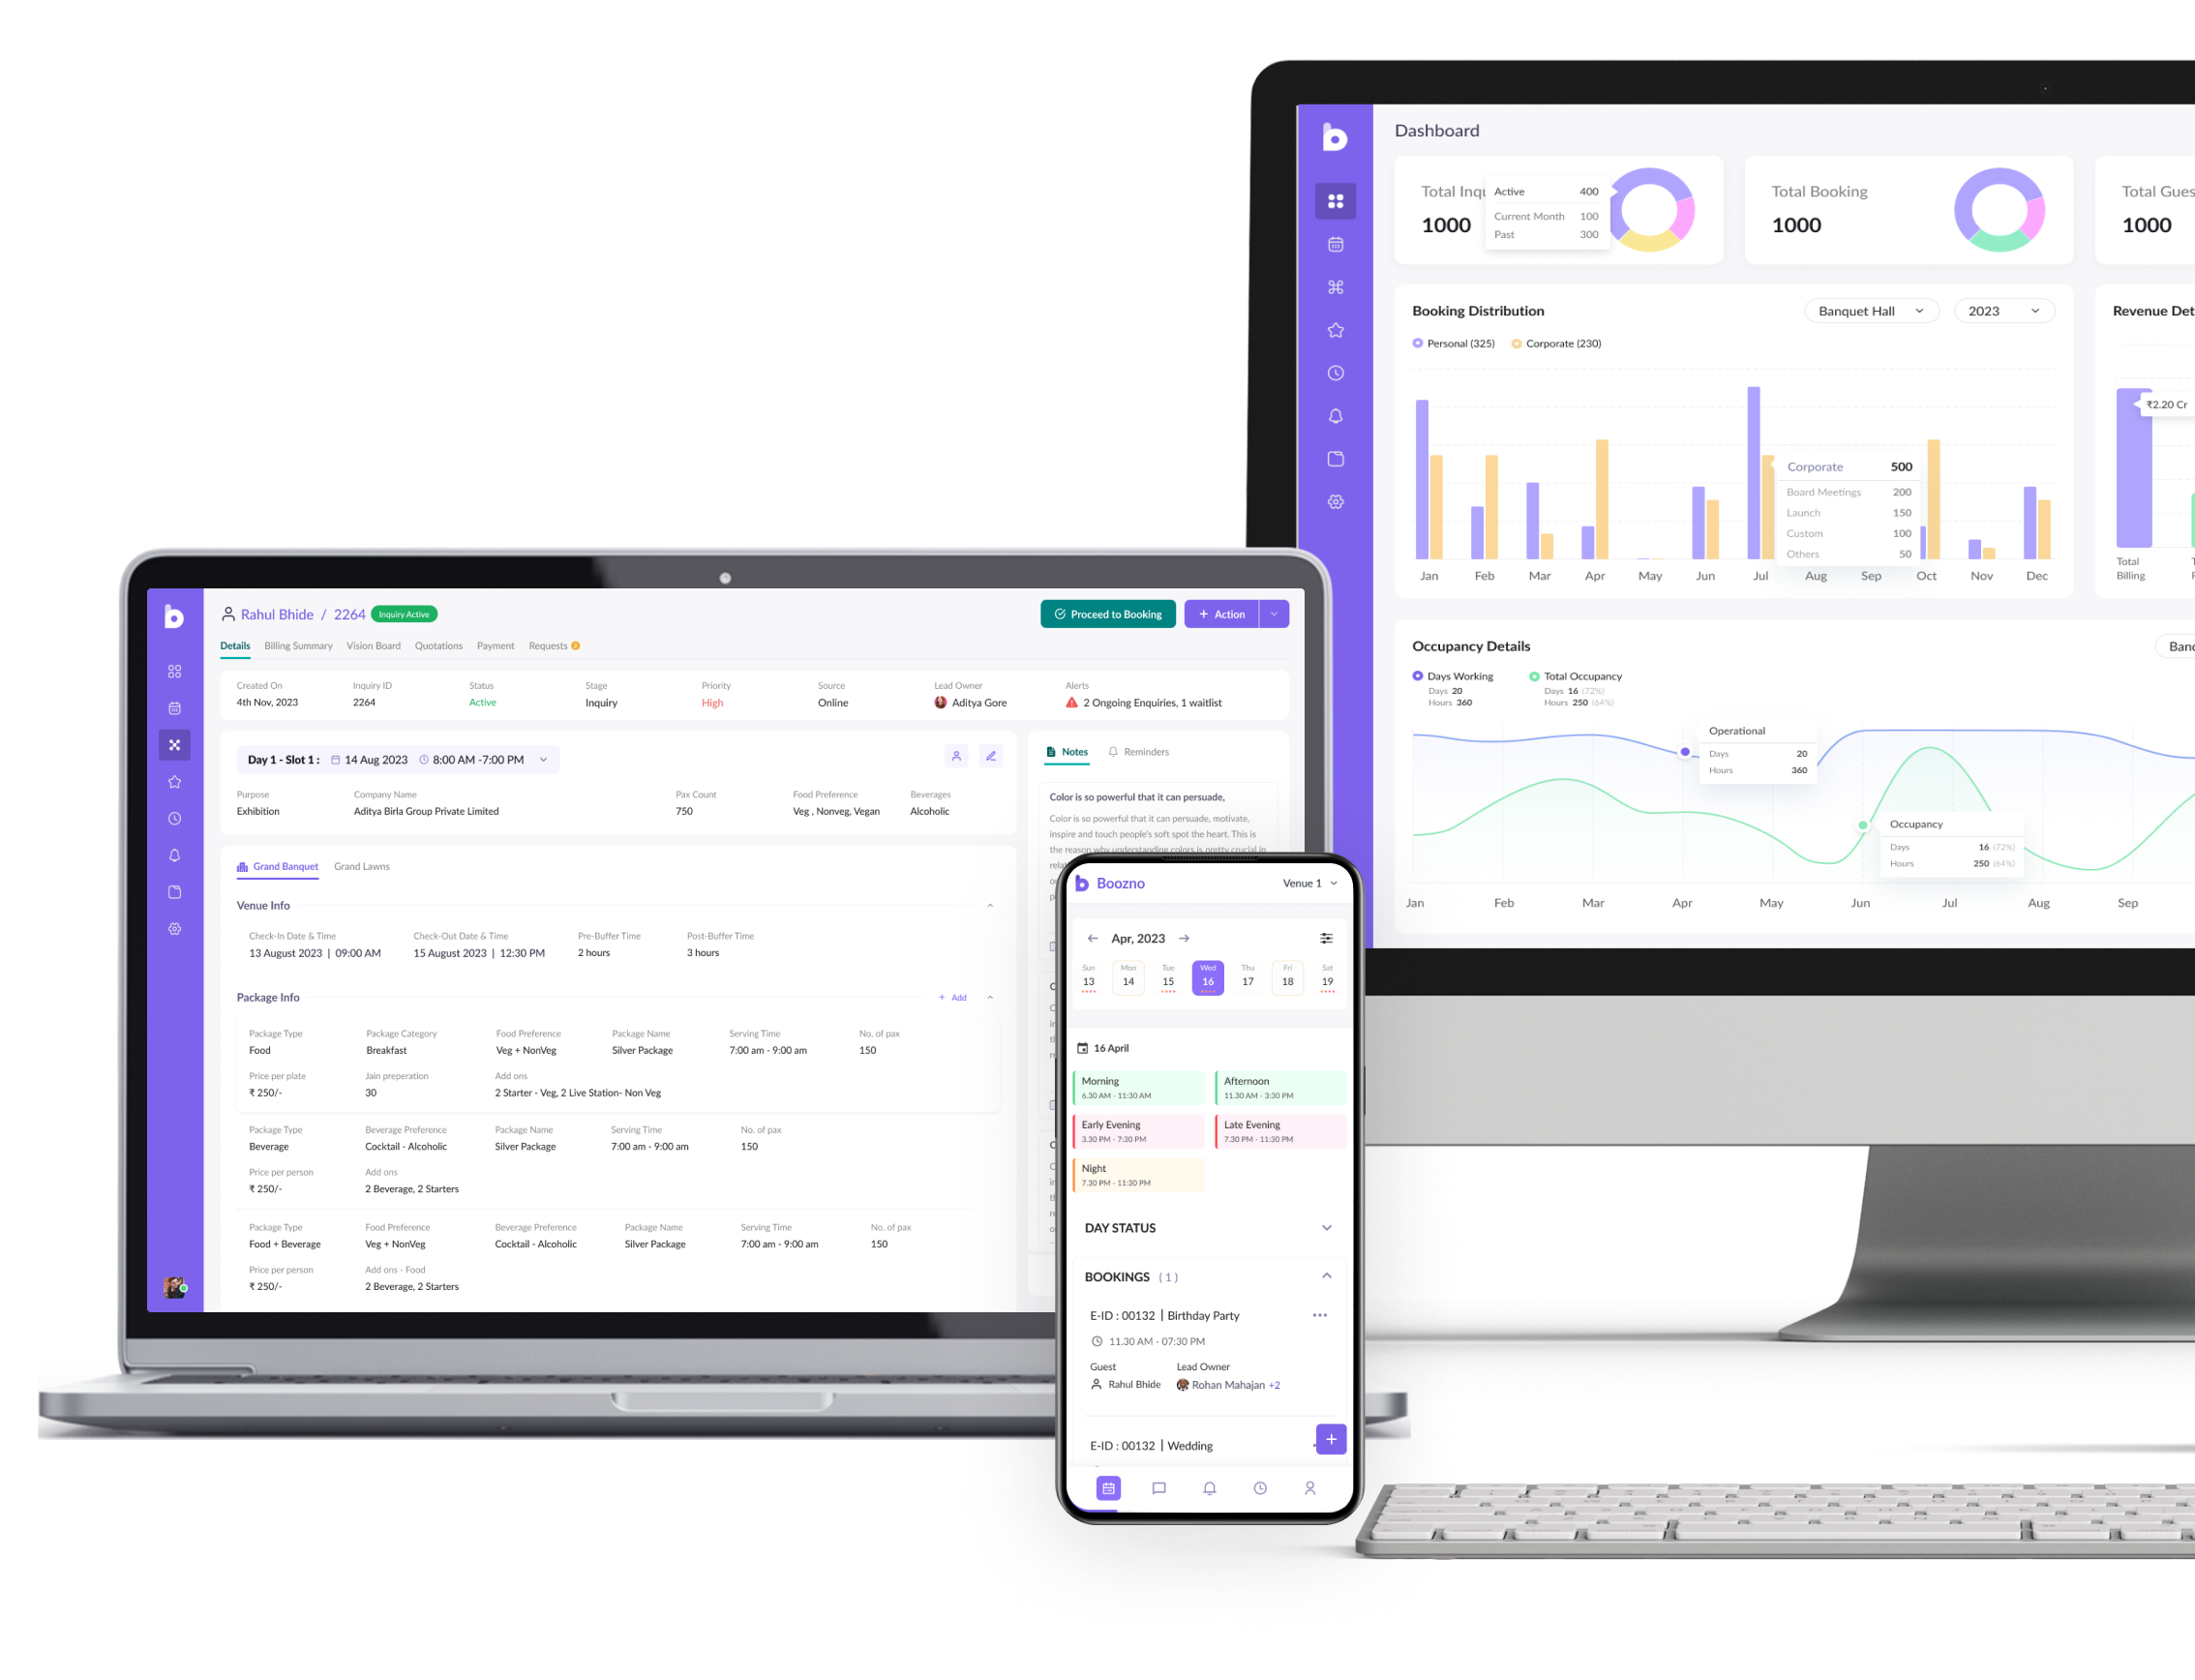 Dashboard
Total Inqu
1000
Active 400
Current Month 100
Past 300
Total Booking
1000
Total Gues
1000
Booking Distribution
Banquet Hall
2023
Personal (325) Corporate (230)
Corporate 500
Board Meetings 200
Launch 150
Custom 100
Others 50
Jan Feb Mar Apr May Jun Jul Aug Sep Oct Nov Dec
Revenue Det
₹2.20 Cr
Total
Billing
Occupancy Details
Banc
Days Working
Days 20
Hours 360
Total Occupancy
Days 16 (72%)
Hours 250 (64%)
Operational
Days 20
Hours 360
Occupancy
Days 16 (72%)
Hours 250 (64%)
Jan Feb Mar Apr May Jun Jul Aug Sep
Rahul Bhide / 2264 Inquiry Active
Proceed to Booking
+ Action
Details Billing Summary Vision Board Quotations Payment Requests
Created On Inquiry ID Status Stage Priority Source Lead Owner Alerts
4th Nov, 2023 2264 Active Inquiry High Online Aditya Gore 2 Ongoing Enquiries, 1 waitlist
Day 1 - Slot 1 : 14 Aug 2023 8:00 AM -7:00 PM
Purpose Company Name Pax Count Food Preference Beverages
Exhibition Aditya Birla Group Private Limited 750 Veg , Nonveg, Vegan Alcoholic
Grand Banquet Grand Lawns
Venue Info
Check-In Date & Time Check-Out Date & Time Pre-Buffer Time Post-Buffer Time
13 August 2023 | 09:00 AM 15 August 2023 | 12:30 PM 2 hours 3 hours
Package Info
+ Add
Package Type Package Category Food Preference Package Name Serving Time No. of pax
Food Breakfast Veg + NonVeg Silver Package 7:00 am - 9:00 am 150
Price per plate Jain preperation Add ons
₹ 250/- 30 2 Starter - Veg, 2 Live Station- Non Veg
Package Type Beverage Preference Package Name Serving Time No. of pax
Beverage Cocktail - Alcoholic Silver Package 7:00 am - 9:00 am 150
Price per person Add ons
₹ 250/- 2 Beverage, 2 Starters
Package Type Food Preference Beverage Preference Package Name Serving Time No. of pax
Food + Beverage Veg + NonVeg Cocktail - Alcoholic Silver Package 7:00 am - 9:00 am 150
Price per person Add ons - Food
₹ 250/- 2 Beverage, 2 Starters
Notes Reminders
Color is so powerful that it can persuade,
Color is so powerful that it can persuade, motivate,
inspire and touch people's soft spot the heart. This is
the reason why understanding colors is pretty crucial in
Boozno
Venue 1
Apr, 2023
Sun Mon Tue Wed Thu Fri Sat
13 14 15 16 17 18 19
16 April
Morning
6.30 AM - 11:30 AM
Afternoon
11.30 AM - 3:30 PM
Early Evening
3.30 PM - 7:30 PM
Late Evening
7.30 PM - 11:30 PM
Night
7.30 PM - 11:30 PM
DAY STATUS
BOOKINGS ( 1 )
E-ID : 00132 | Birthday Party
11.30 AM - 07:30 PM
Guest Lead Owner
Rahul Bhide Rohan Mahajan +2
E-ID : 00132 | Wedding